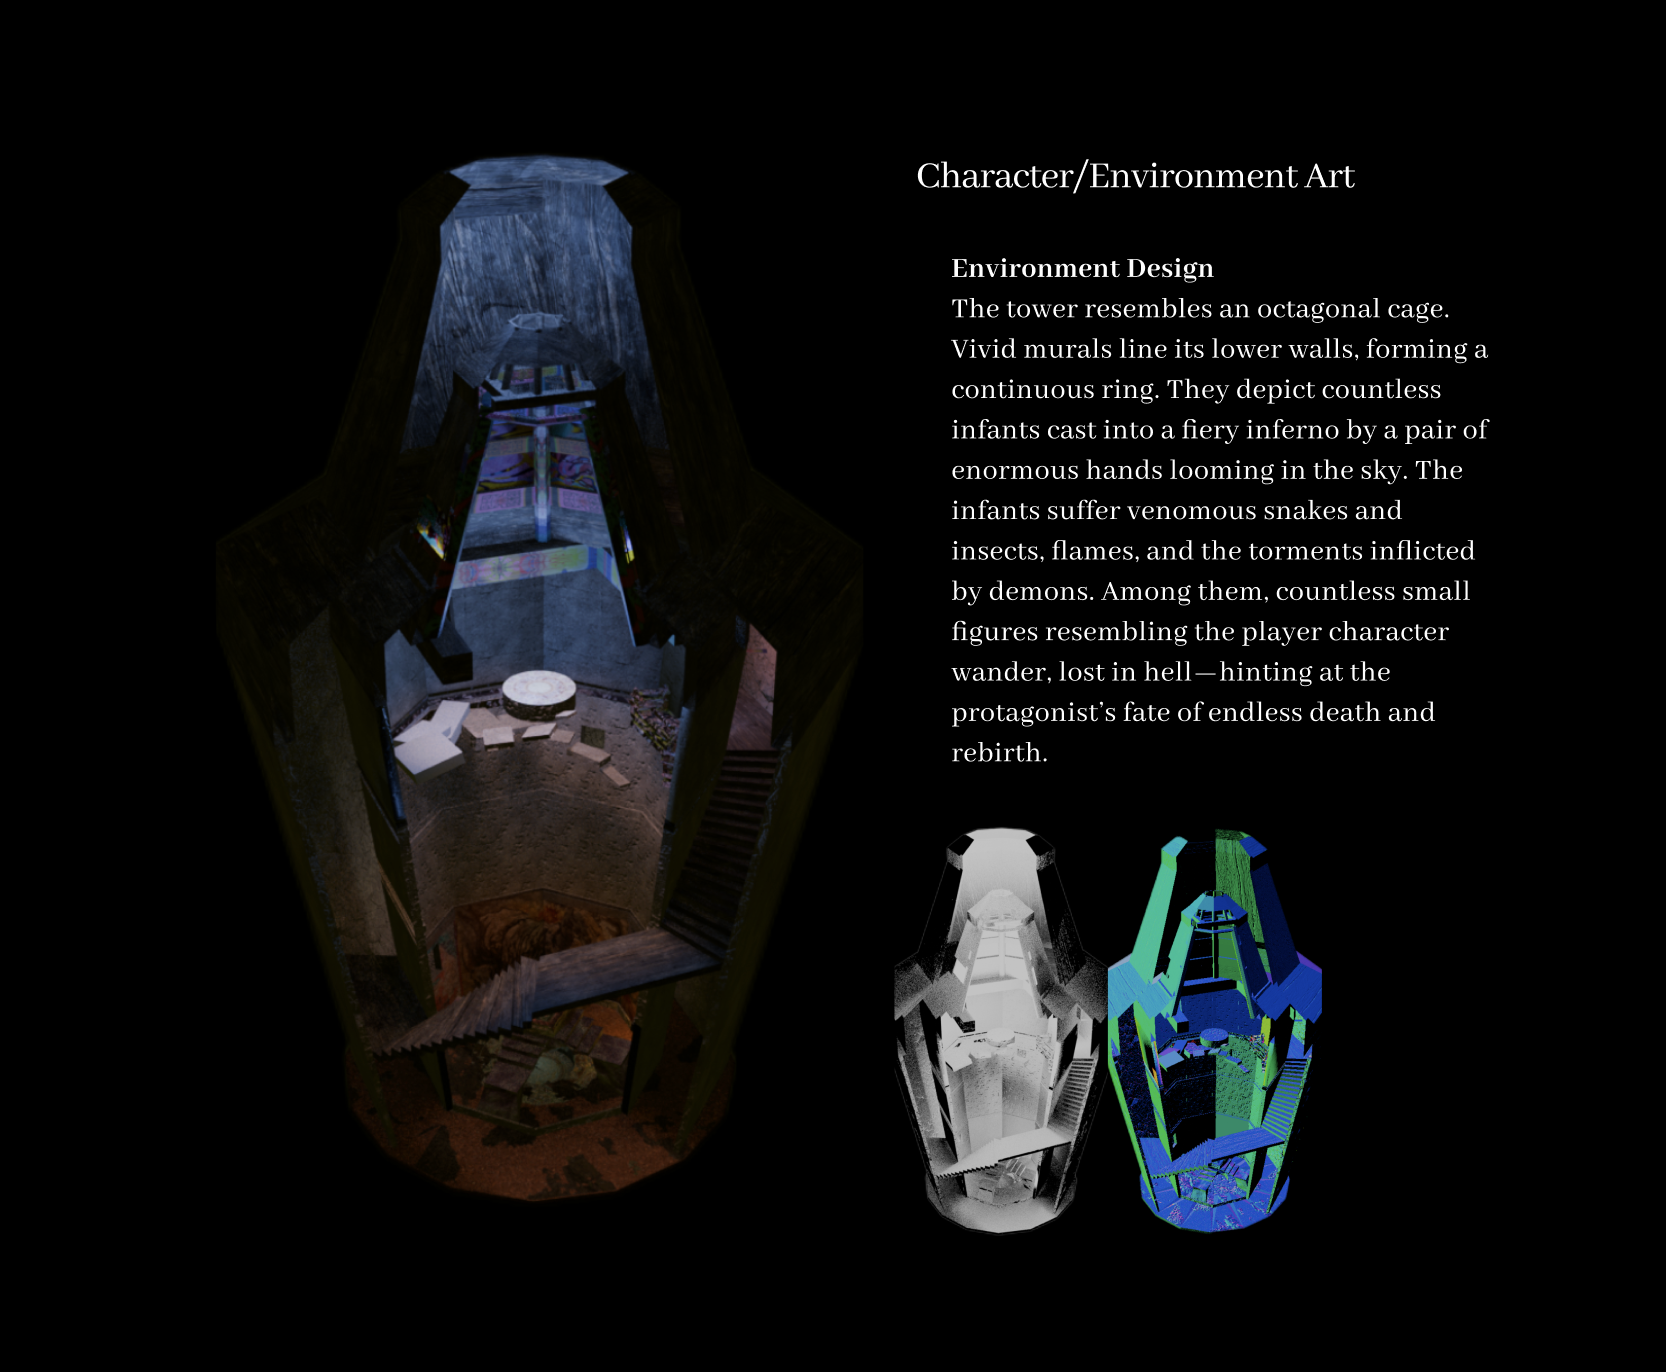 Character/Environment Art
Environment Design
The tower resembles an octagonal cage.
Vivid murals line its lower walls, forming a
continuous ring. They depict countless
infants cast into a fiery inferno by a pair of
enormous hands looming in the sky. The
infants suffer venomous snakes and
insects, flames, and the torments inflicted
by demons. Among them, countless small
figures resembling the player character
wander, lost in hell—hinting at the
protagonist’s fate of endless death and
rebirth.